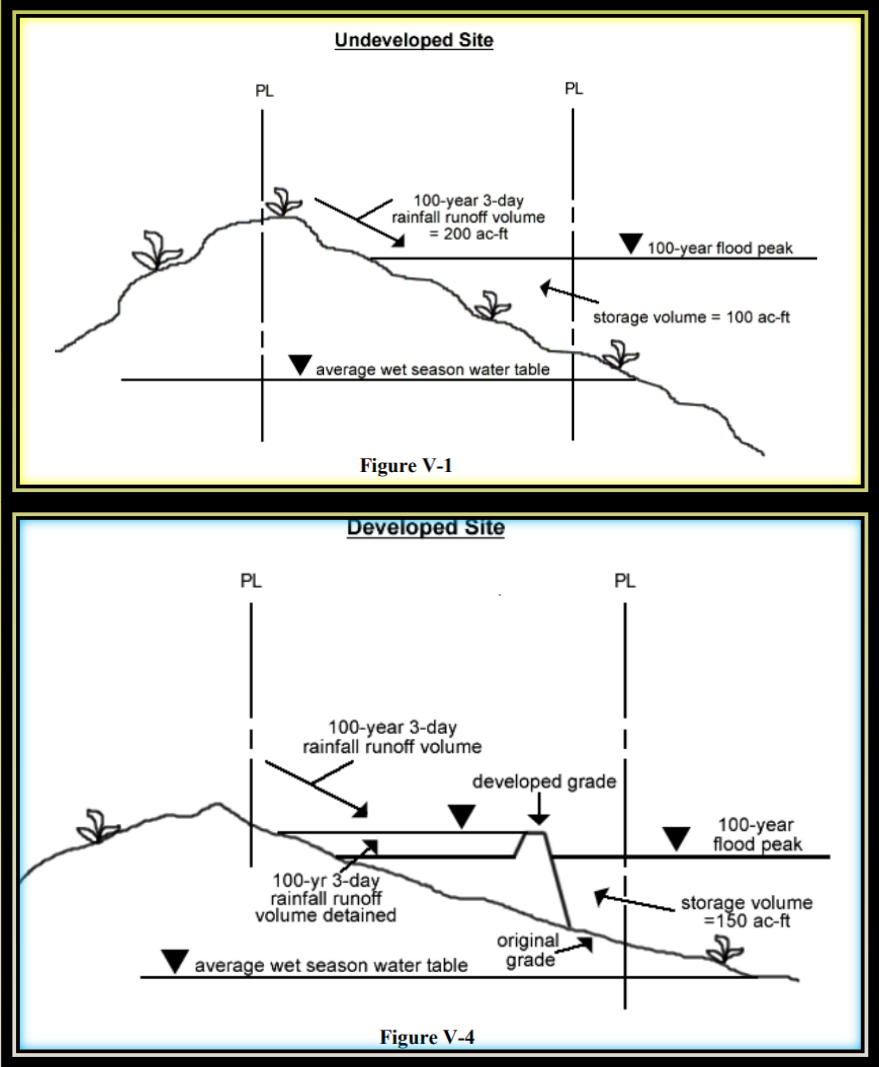 Undeveloped Site
PL
PL
100-year 3-day
rainfall runoff volume
= 200 ac-ft
100-year flood peak
storage volume = 100 ac-ft
average wet season water table
Figure V-1
Developed Site
PL
PL
100-year 3-day
rainfall runoff volume
developed grade
100-year
flood peak
100-yr 3-day
rainfall runoff
volume detained
storage volume
=150 ac-ft
original
grade
average wet season water table
Figure V-4